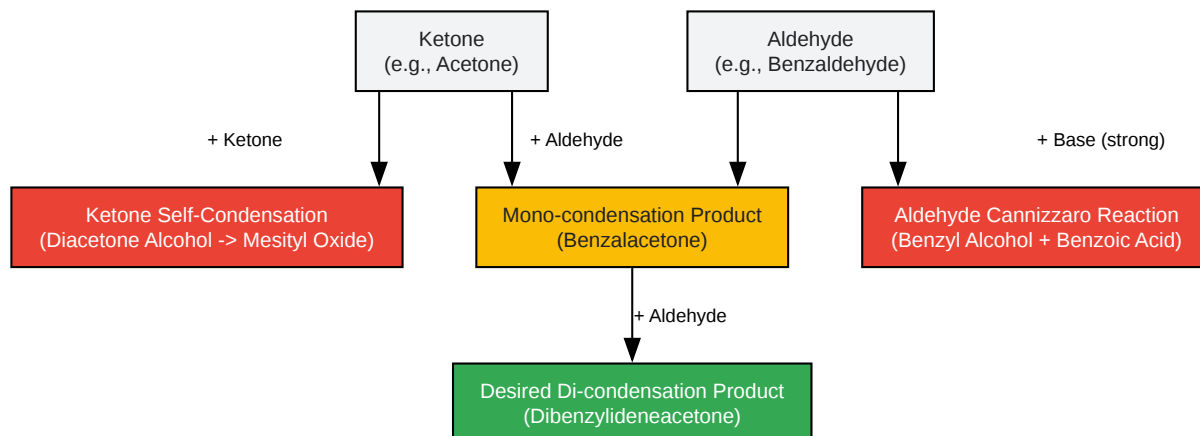 Ketone
(e.g., Acetone)
Aldehyde
(e.g., Benzaldehyde)
+ Ketone
+ Aldehyde
+ Base (strong)
Ketone Self-Condensation
(Diacetone Alcohol -> Mesityl Oxide)
Mono-condensation Product
(Benzalacetone)
Aldehyde Cannizzaro Reaction
(Benzyl Alcohol + Benzoic Acid)
+ Aldehyde
Desired Di-condensation Product
(Dibenzylideneacetone)